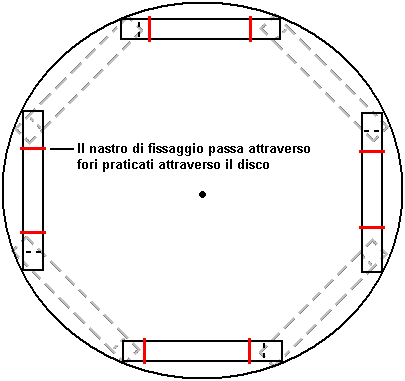 Il nastro di fissaggio passa attraverso
fori praticati attraverso il disco